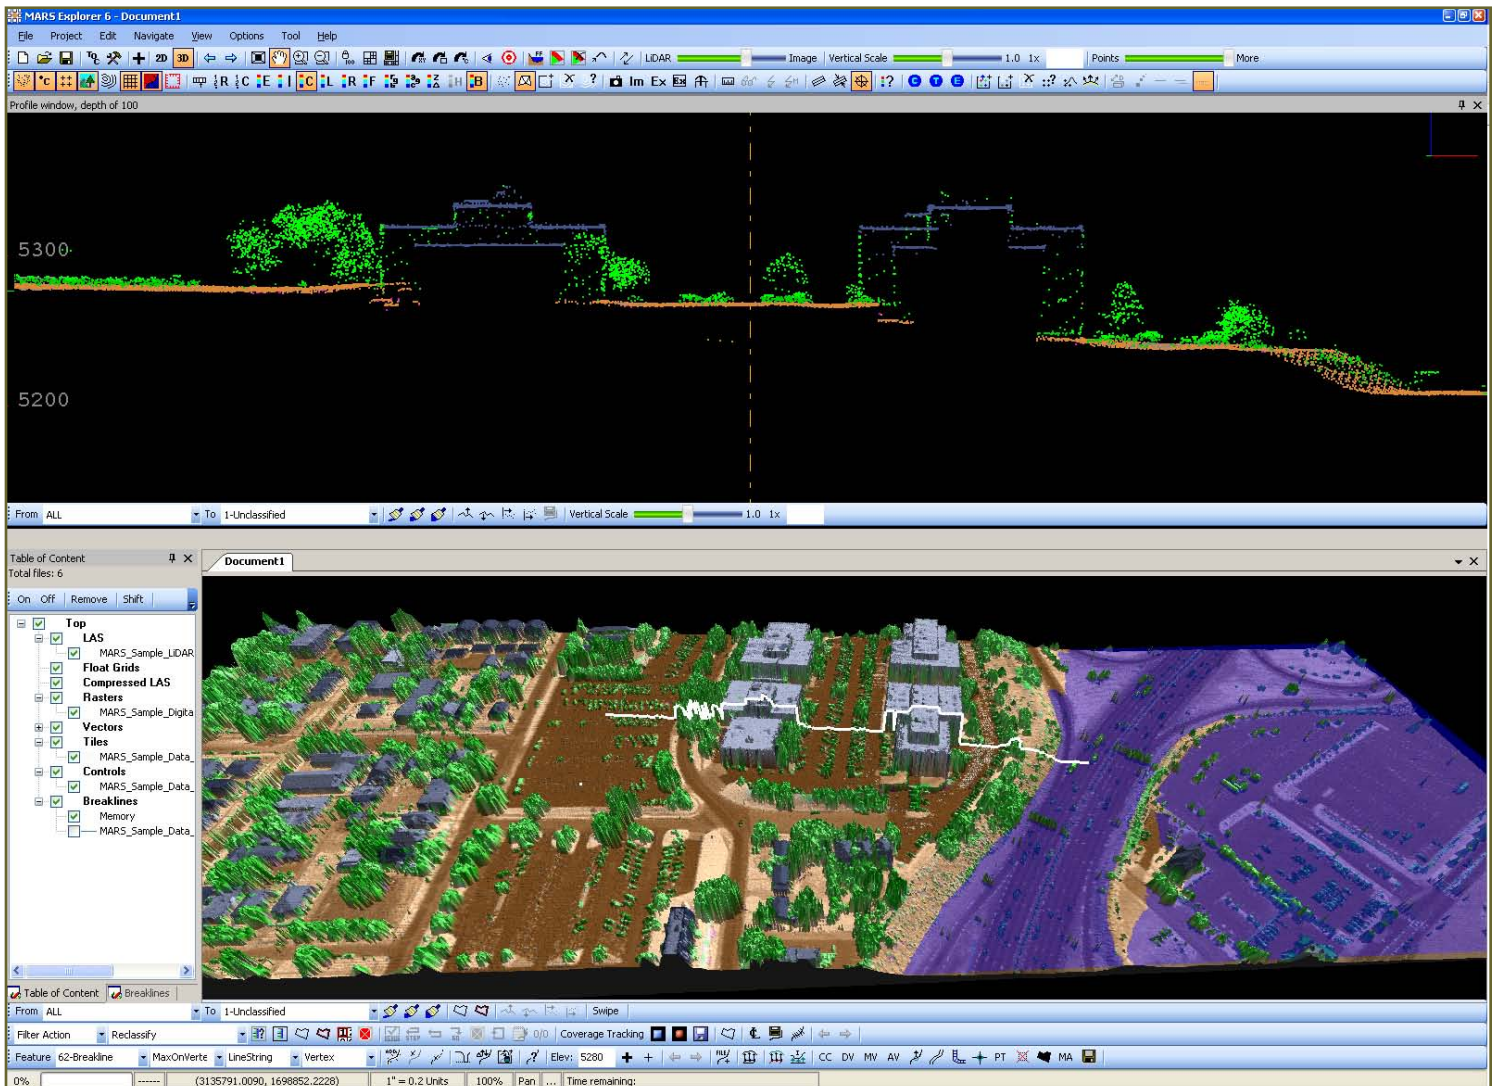 MARS Explorer 6 - Document1
File Project Edit Navigate View Options Tool Help
2D 3D LiDAR Image Vertical Scale 1.0 1x Points More
Im Ex
Profile window, depth of 100
5300
5200
From ALL To 1-Unclassified Vertical Scale 1.0 1x
Table of Content
Document1
Total files: 6
On Off Remove Shift
Top
LAS
MARS_Sample_LiDAR
Float Grids
Compressed LAS
Rasters
MARS_Sample_Digita
Vectors
Tiles
MARS_Sample_Data_
Controls
MARS_Sample_Data_
Breaklines
Memory
MARS_Sample_Data_
Table of Content Breaklines
From ALL To 1-Unclassified Swipe
Filter Action Reclassify 0/0 Coverage Tracking
Feature 62-Breakline MaxOnVerte LineString Vertex Elev: 5280 CC DV MV AV PT MA
0% ------ (3135791.0090, 1698852.2228) 1" = 0.2 Units 100% Pan ... Time remaining: